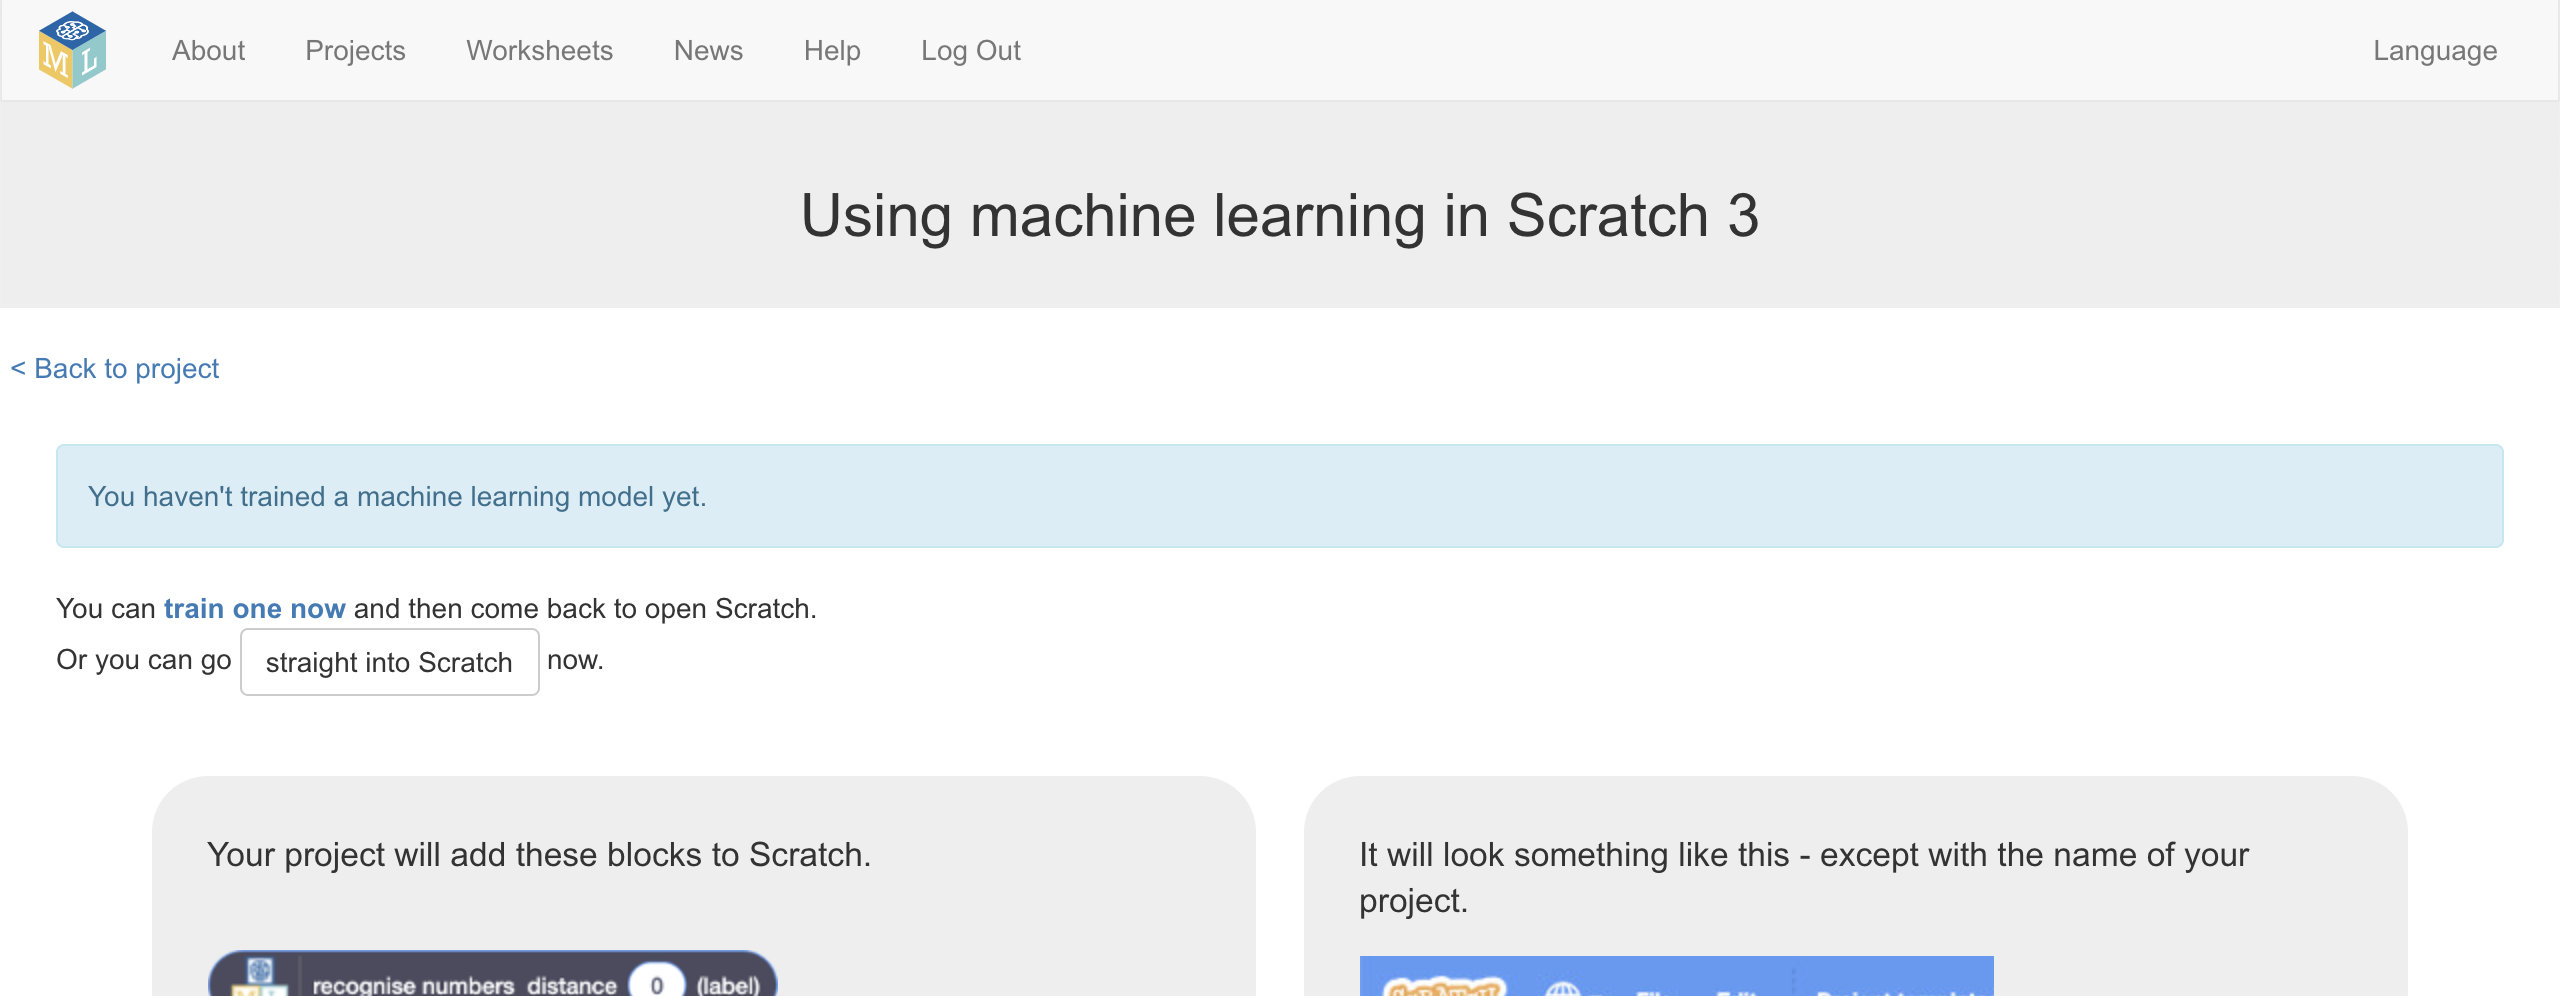 About Projects Worksheets News Help Log Out Language
Using machine learning in Scratch 3
< Back to project
You haven't trained a machine learning model yet.
You can train one now and then come back to open Scratch.
Or you can go straight into Scratch now.
Your project will add these blocks to Scratch.
recognise numbers distance 0 (label)
ML
It will look something like this - except with the name of your
project.
SCRATCH